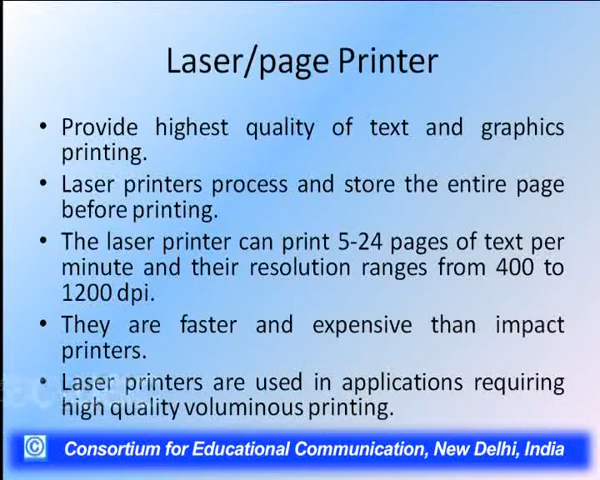 Laser/page Printer
• Provide highest quality of text and graphics
printing.
• Laser printers process and store the entire page
before printing.
• The laser printer can print 5-24 pages of text per
minute and their resolution ranges from 400 to
1200 dpi.
• They are faster and expensive than impact
printers.
• Laser printers are used in applications requiring
high quality voluminous printing.
© Consortium for Educational Communication, New Delhi, India